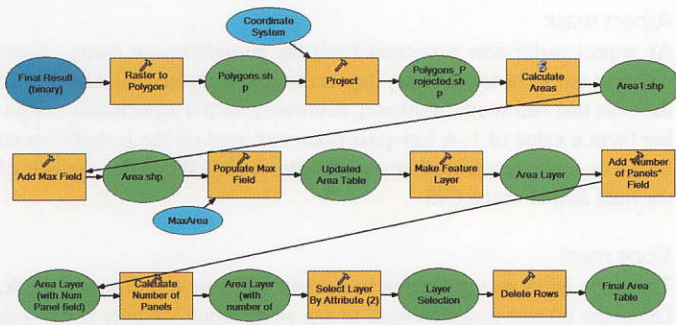 Coordinate
System
Final Result
(binary)
Raster to
Polygon
Polygons.sh
p
Project
Polygons_P
rojected.sh
p
Calculate
Areas
Area1.shp
Add Max Field
Area.shp
Populate Max
Field
Updated
Area Table
Make Feature
Layer
Area Layer
Add "Number
of Panels"
Field
MaxArea
Area Layer
(with Num
Panel field)
Calculate
Number of
Panels
Area Layer
(with
number of
Select Layer
By Attribute (2)
Layer
Selection
Delete Rows
Final Area
Table